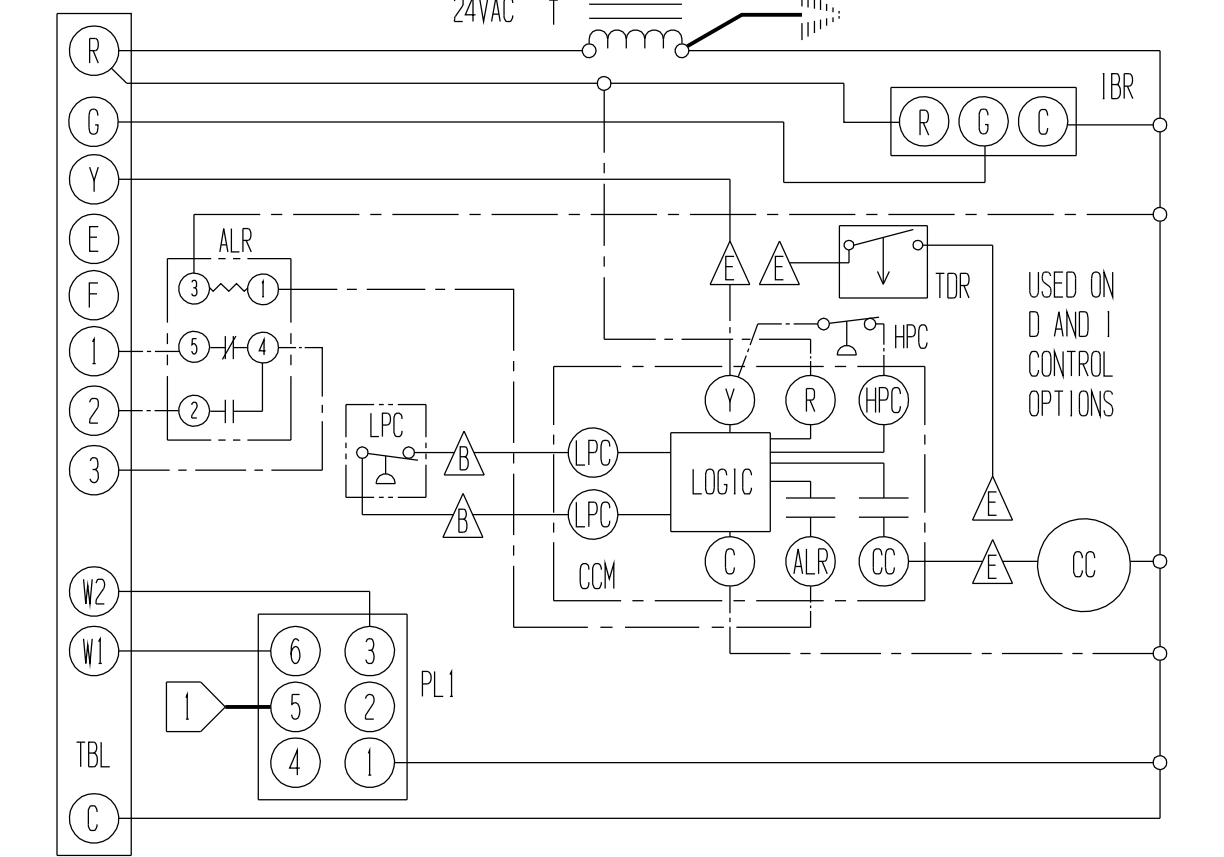 24VAC T
R
IBR
R G C
G
Y
E
ALR
E E
TDR
USED ON
D AND I
CONTROL
OPTIONS
3 1
F
HPC
1
5 4
Y R HPC
2
2
LPC
B
LPC
3
LOGIC
B
LPC
E
C ALR CC
E
CC
CCM
W2
W1
6 3
PL1
1
5 2
TBL
4 1
C